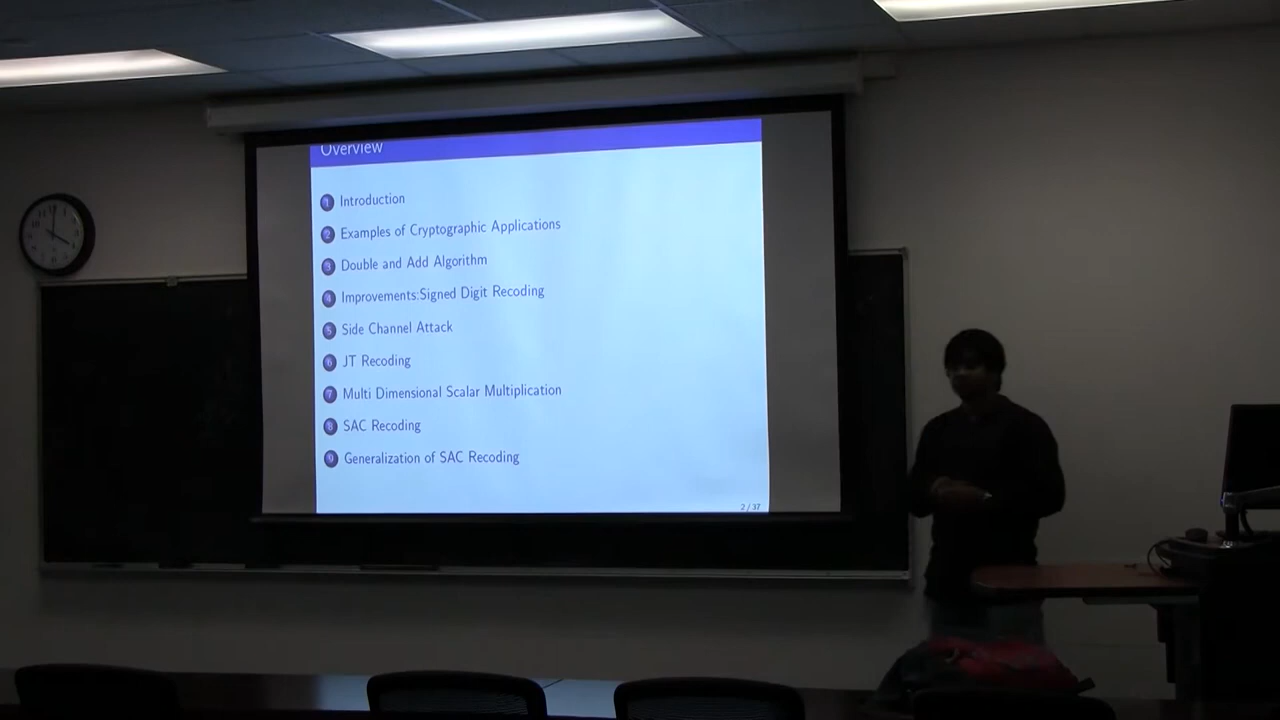 Overview
1 Introduction
2 Examples of Cryptographic Applications
3 Double and Add Algorithm
4 Improvements:Signed Digit Recoding
5 Side Channel Attack
6 JT Recoding
7 Multi Dimensional Scalar Multiplication
8 SAC Recoding
9 Generalization of SAC Recoding
2 / 37